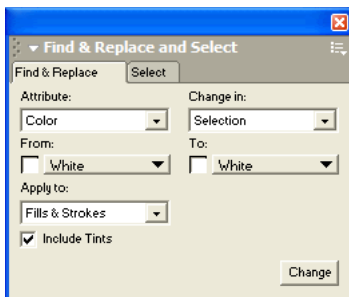 Find & Replace and Select
Find & Replace Select
Attribute: Change in:
Color Selection
From: To:
White White
Apply to:
Fills & Strokes
Include Tints
Change